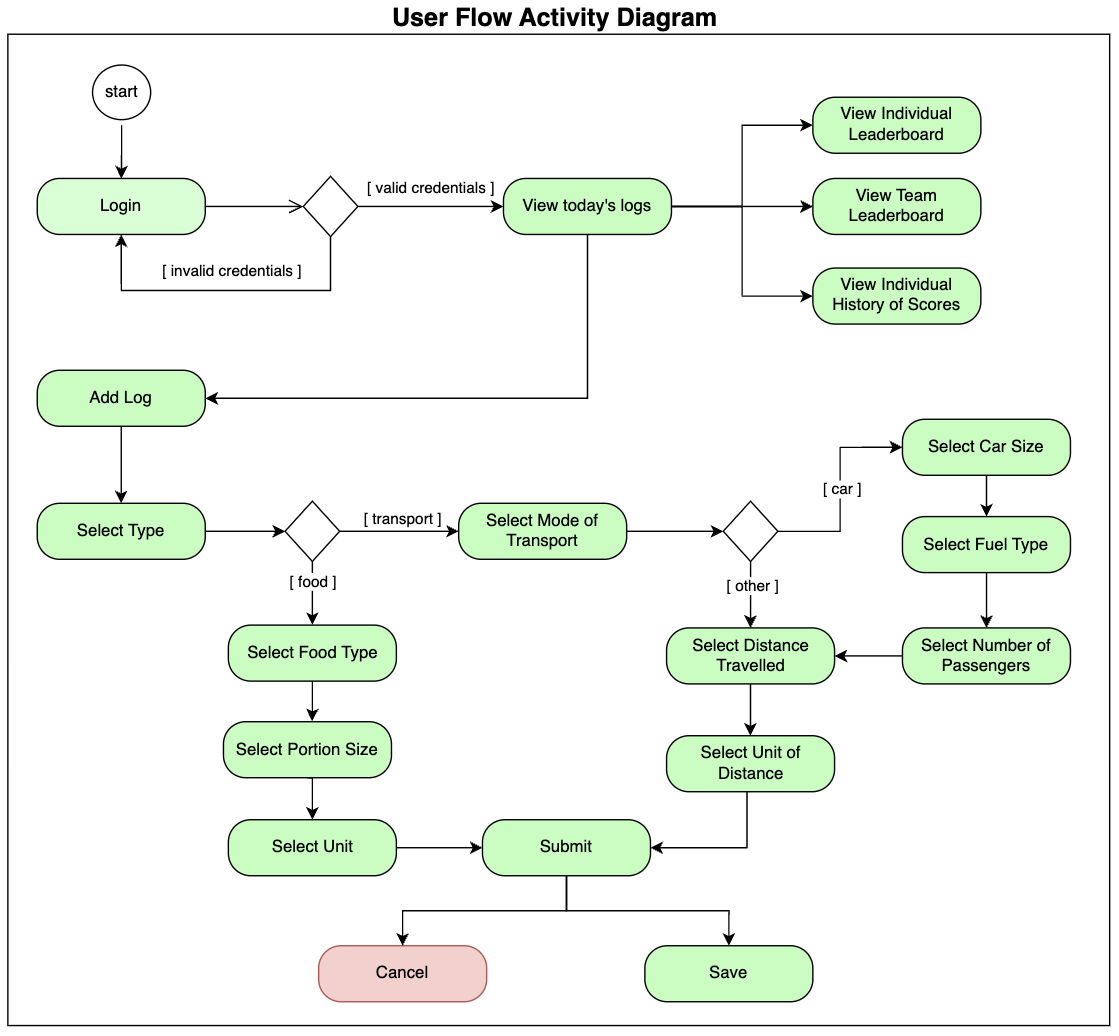 User Flow Activity Diagram
start
View Individual
Leaderboard
Login
[ valid credentials ]
View today's logs
View Team
Leaderboard
[ invalid credentials ]
View Individual
History of Scores
Add Log
Select Car Size
[ car ]
Select Type
[ transport ]
Select Mode of
Transport
Select Fuel Type
[ food ]
[ other ]
Select Food Type
Select Distance
Travelled
Select Number of
Passengers
Select Portion Size
Select Unit of
Distance
Select Unit
Submit
Cancel
Save